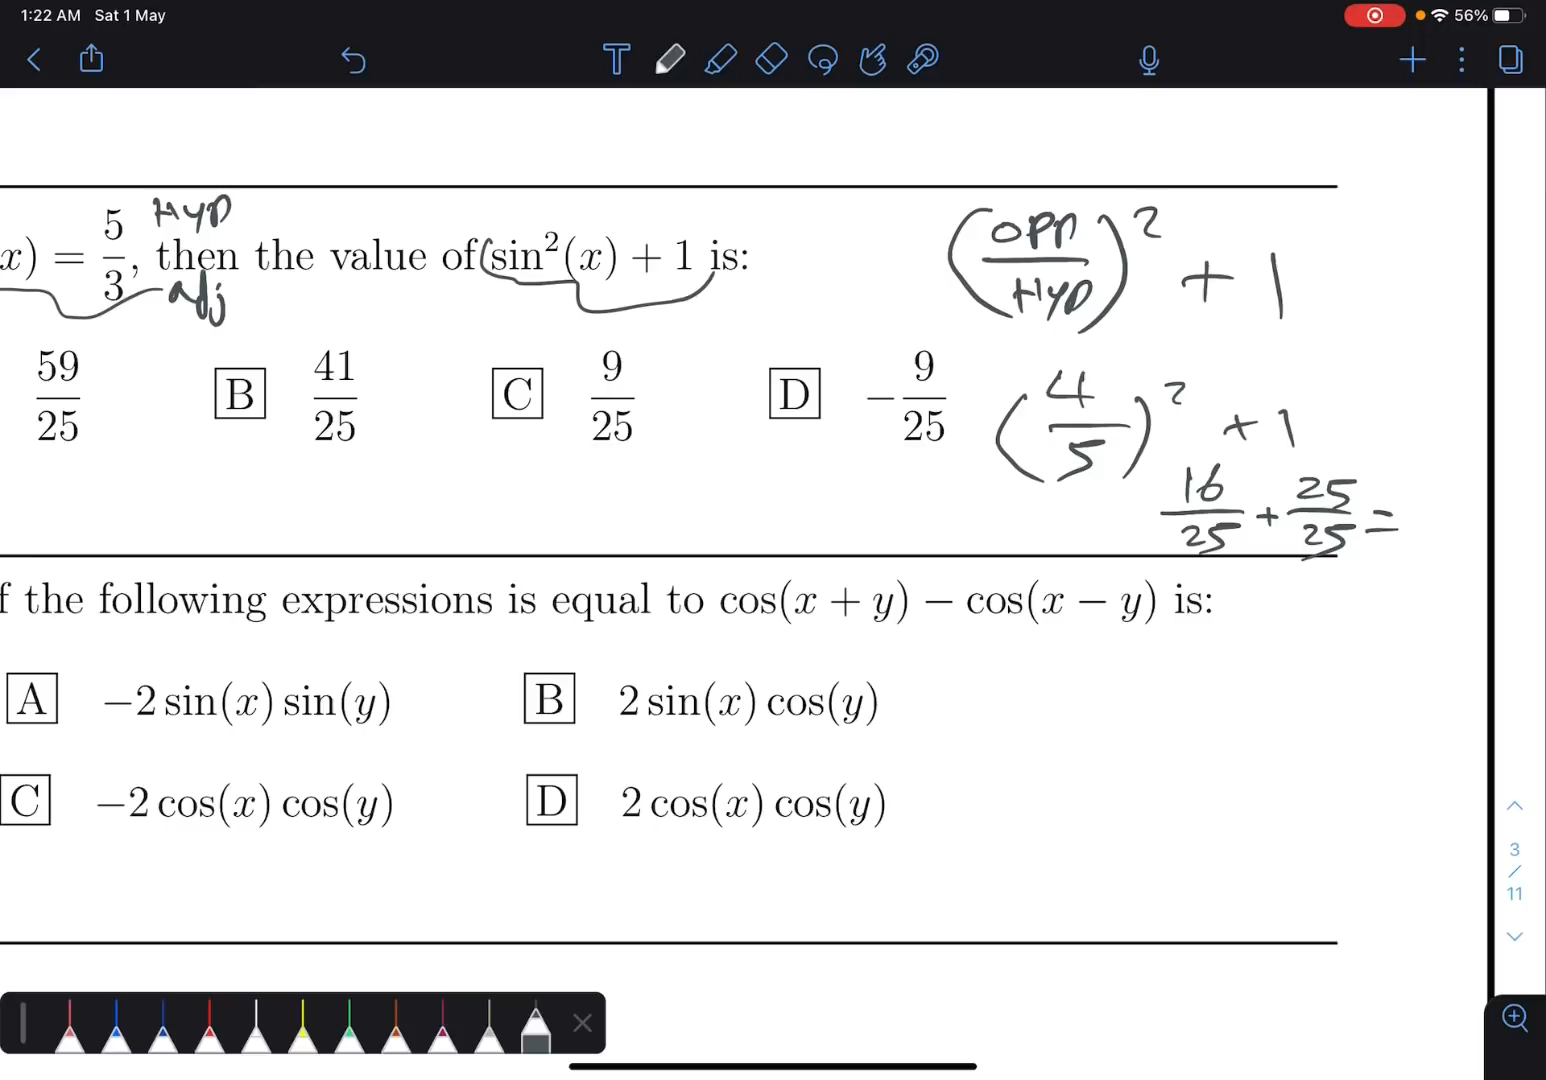 1:22 AM Sat 1 May
56%
x) = 5/3, then the value of sin²(x) + 1 is:
Hyp
adj
(opp/Hyp)² + 1
59/25
B 41/25
C 9/25
D −9/25
(4/5)² + 1
16/25 + 25/25 =
f the following expressions is equal to cos(x + y) − cos(x − y) is:
A −2 sin(x) sin(y)
B 2 sin(x) cos(y)
C −2 cos(x) cos(y)
D 2 cos(x) cos(y)
3
/
11